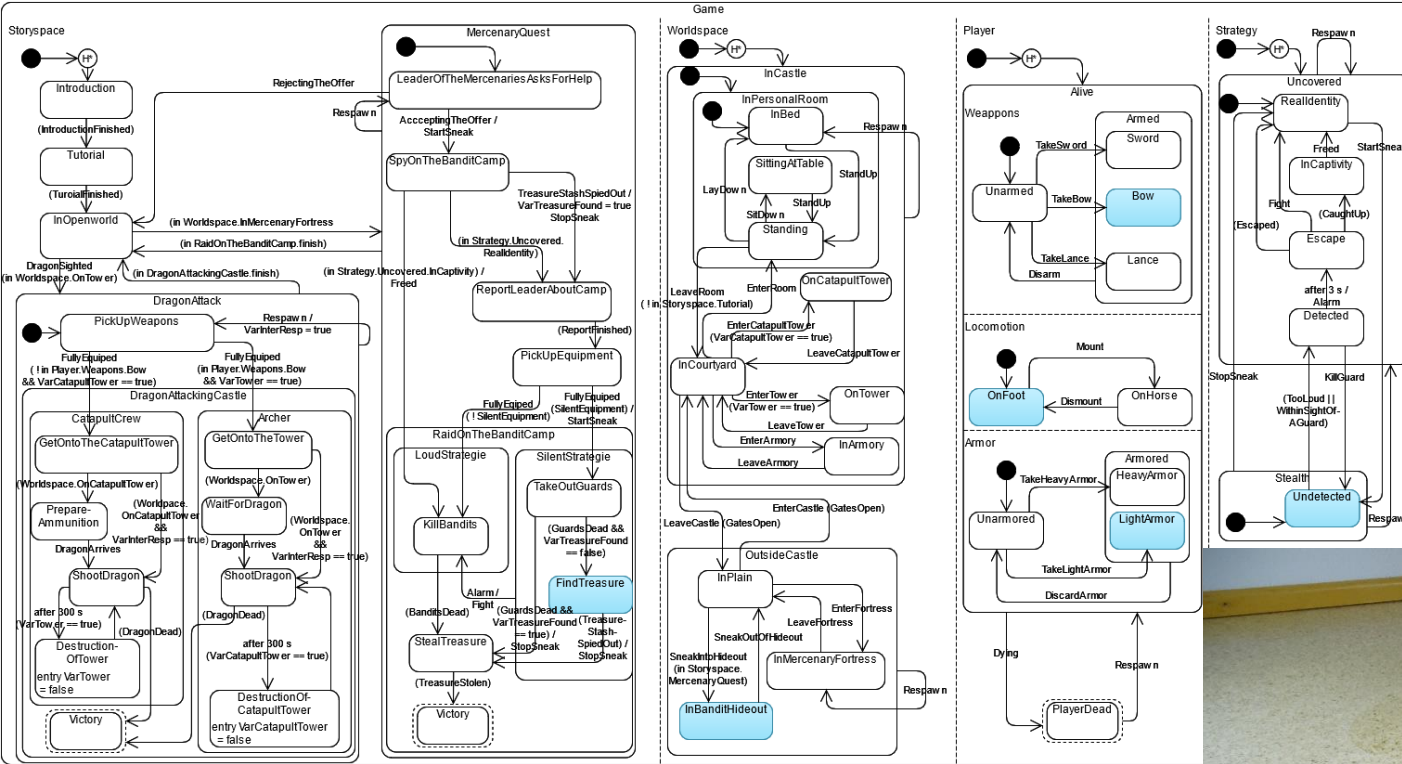 Game
Storyspace
H*
Introduction
(IntroductionFinished)
Tutorial
(TuroialFinished)
InOpenworld
RejectingTheOffer
(in Worldspace.InMercenaryFortress)
(in RaidOnTheBanditCamp.finish)
DragonSighted
(in Worldspace.OnTower)
(in DragonAttackingCastle.finish)
DragonAttack
PickUpWeapons
Respawn /
VarInterResp = true
FullyEquiped
( ! in Player.Weapons.Bow
&& VarCatapultTower == true)
FullyEquiped
(in Player.Weapons.Bow
&& VarTower == true)
DragonAttackingCastle
CatapultCrew
GetOntoTheCatapultTower
(Worldspace.OnCatapultTower)
Prepare-
Ammunition
(Worldpace.
OnCatapultTower
&&
VarInterResp == true)
DragonArrives
ShootDragon
after 300 s
(VarTower == true)
(DragonDead)
Destruction-
OfTower
entry VarTower
= false
Victory
Archer
GetOntoTheTower
(Worldspace.OnTower)
WaitForDragon
(Worldspace.
OnTower
&&
VarInterResp == true)
DragonArrives
ShootDragon
(DragonDead)
after 300 s
(VarCatapultTower == true)
DestructionOf-
CatapultTower
entry VarCatapultTower
= false
MercenaryQuest
LeaderOfTheMercenariesAsksForHelp
Respawn
AccceptingTheOffer /
StartSneak
SpyOnTheBanditCamp
TreasureStashSpiedOut /
VarTreasureFound = true
StopSneak
(in Strategy.Uncovered.
RealIdentity)
(in Strategy.Uncovered.InCaptivity) /
Freed
ReportLeaderAboutCamp
(ReportFinished)
PickUpEquipment
FullyEqiped
( ! SilentEquipment)
FullyEquiped
(SilentEquipment) /
StartSneak
RaidOnTheBanditCamp
LoudStrategie
KillBandits
(BanditsDead)
Alarm /
Fight
SilentStrategie
TakeOutGuards
(GuardsDead &&
VarTreasureFound
== false)
FindTreasure
(GuardsDead &&
VarTreasureFound
== true) /
StopSneak
(Treasure-
Stash-
SpiedOut) /
StopSneak
StealTreasure
(TreasureStolen)
Victory
Worldspace
H*
InCastle
InPersonalRoom
InBed
Respawn
SittingAtTable
LayDown
StandUp
SitDown
StandUp
Standing
LeaveRoom
( ! in.Storyspace.Tutorial)
EnterRoom
OnCatapultTower
EnterCatapultTower
(VarCatapultTower == true)
LeaveCatapultTower
InCourtyard
EnterTower
(VarTower == true)
OnTower
LeaveTower
EnterArmory
InArmory
LeaveArmory
LeaveCastle (GatesOpen)
EnterCastle (GatesOpen)
OutsideCastle
InPlain
EnterFortress
LeaveFortress
SneakOutOfHideout
SneakIntoHideout
(in Storyspace.
MercenaryQuest)
InMercenaryFortress
Respawn
InBanditHideout
Player
H*
Alive
Weappons
Armed
TakeSword
Sword
Unarmed
TakeBow
Bow
TakeLance
Lance
Disarm
Locomotion
Mount
OnFoot
Dismount
OnHorse
Armor
Armored
TakeHeavyArmor
HeavyArmor
Unarmored
LightArmor
TakeLightArmor
DiscardArmor
Dying
Respawn
PlayerDead
Strategy
H*
Respawn
Uncovered
RealIdentity
Freed
StartSneak
InCaptivity
Fight
(CaughtUp)
(Escaped)
Escape
after 3 s /
Alarm
Detected
StopSneak
KillGuard
(TooLoud ||
WithinSightOf-
AGuard)
Stealth
Undetected
Respawn